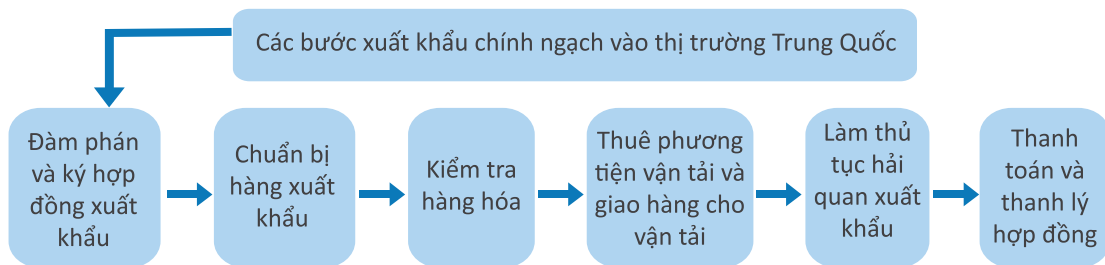 Các bước xuất khẩu chính ngạch vào thị trường Trung Quốc
Đàm phán
và ký hợp
đồng xuất
khẩu
Chuẩn bị
hàng xuất
khẩu
Kiểm tra
hàng hóa
Thuê phương
tiện vận tải và
giao hàng cho
vận tải
Làm thủ
tục hải
quan xuất
khẩu
Thanh
toán và
thanh lý
hợp đồng